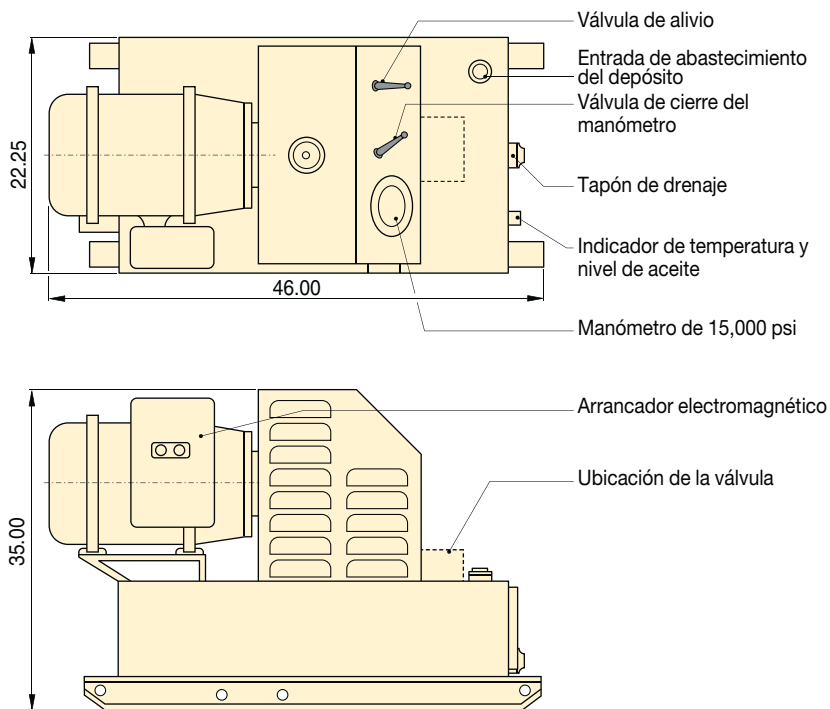 Válvula de alivio
Entrada de abastecimiento
del depósito
Válvula de cierre del
manómetro
Tapón de drenaje
Indicador de temperatura y
nivel de aceite
Manómetro de 15,000 psi
22.25
46.00
Arrancador electromagnético
Ubicación de la válvula
35.00